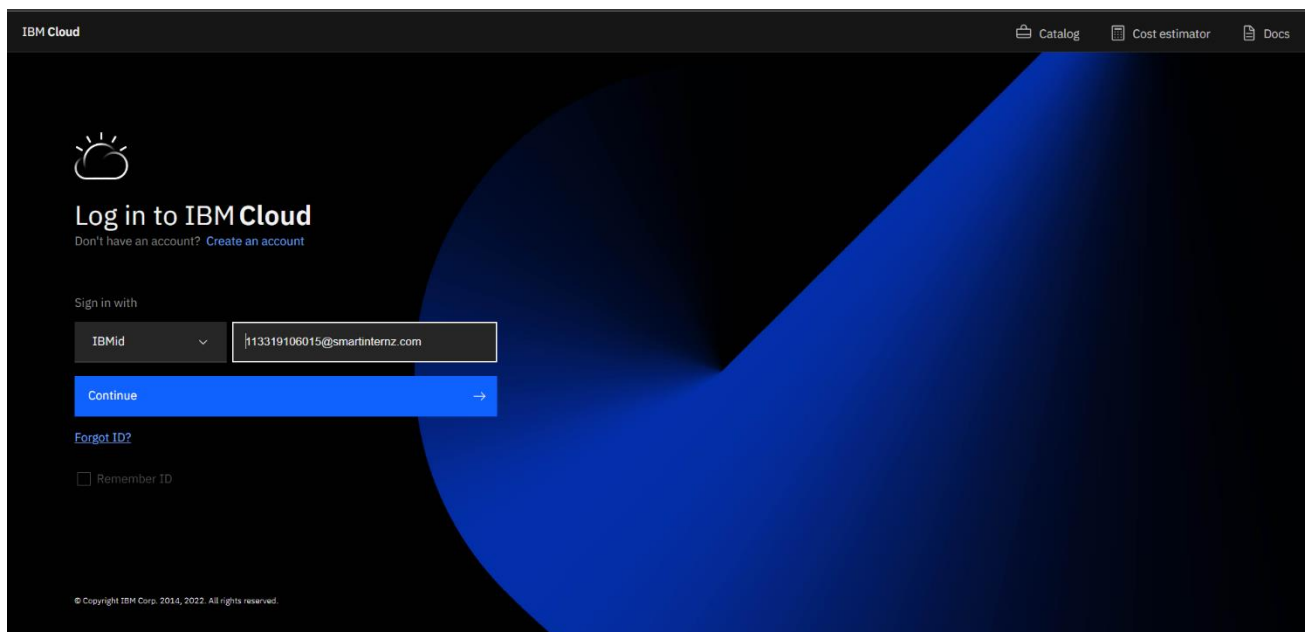 IBM Cloud Catalog Cost estimator Docs
Log in to IBM Cloud
Don't have an account? Create an account
Sign in with
IBMid 113319106015@smartinternz.com
Continue
Forgot ID?
Remember ID
© Copyright IBM Corp. 2014, 2022. All rights reserved.